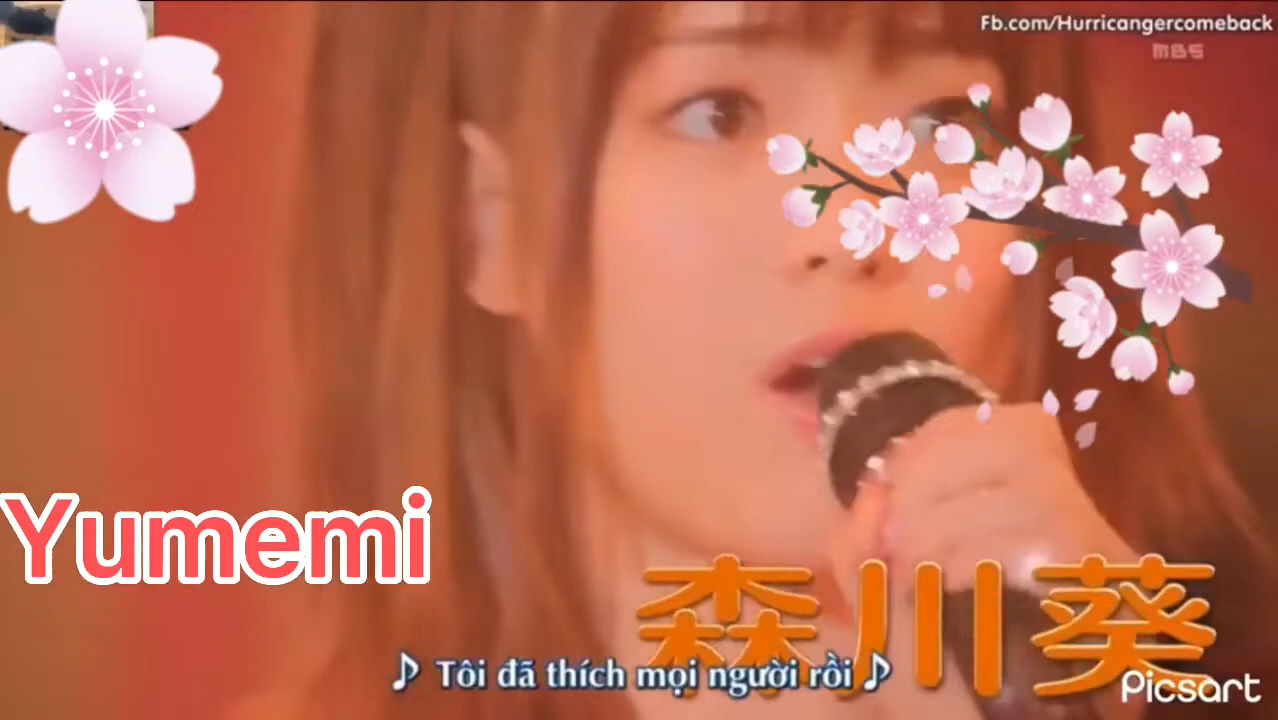 Fb.com/Hurricangercomeback
MBS
Yumemi
森川葵
♪ Tôi đã thích mọi người rồi ♪
Picsart